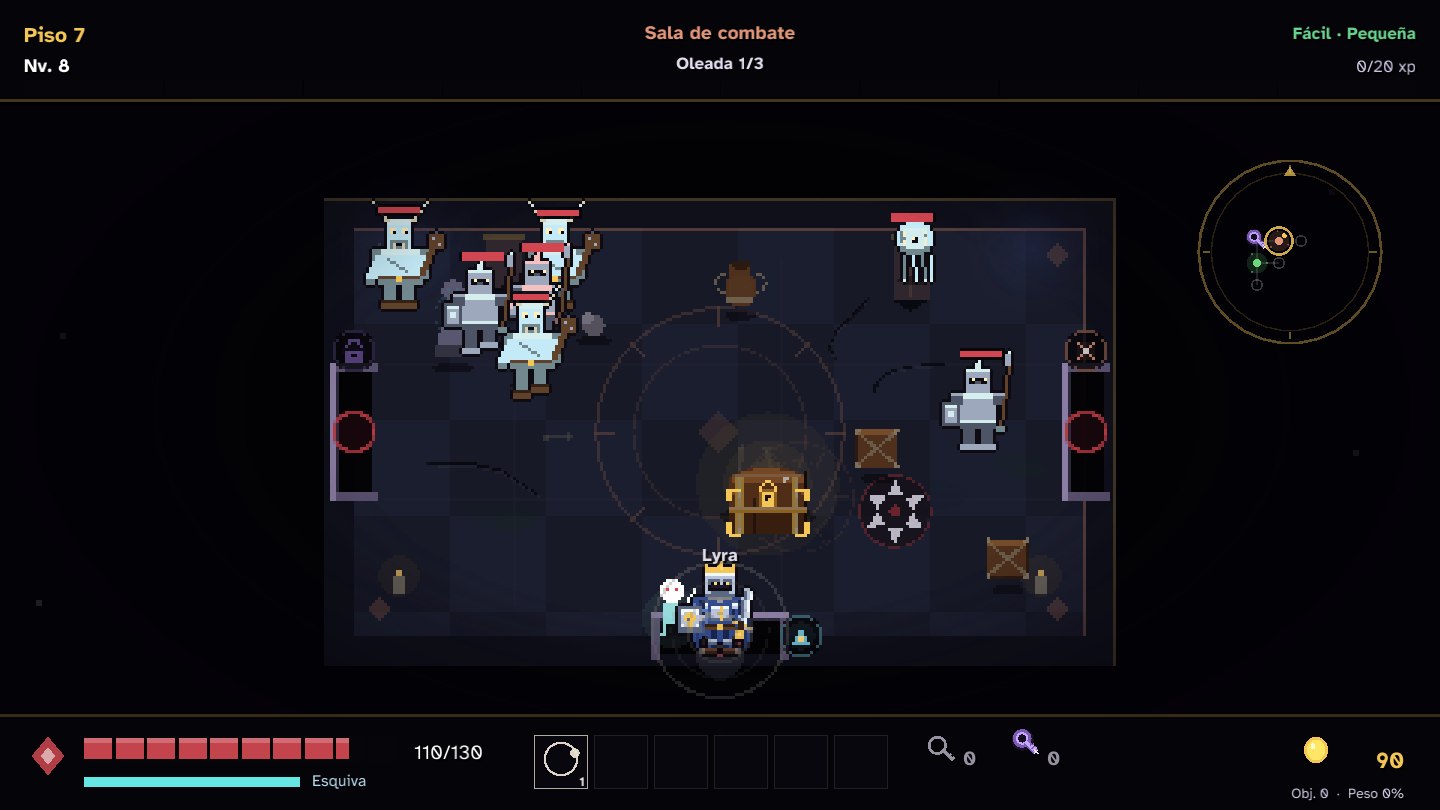 Piso 7
Nv. 8
Sala de combate
Oleada 1/3
Fácil · Pequeña
0/20 xp
Lyra
110/130
Esquiva
1
0
0
90
Obj. 0 · Peso 0%